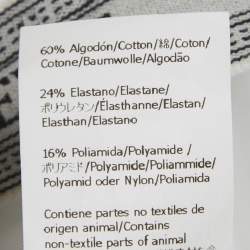 60% Algodón/Cotton/綿/Coton/
Cotone/Baumwolle/Algodão
24% Elastano/Elastane/
ポリウレタン/Élasthanne/Elastan/
Elasthan/Elastano
16% Poliamida/Polyamide/
ポリアミド/Polyamide/Poliammide/
Polyamid oder Nylon/Poliamida
Contiene partes no textiles de
origen animal/Contains
non-textile parts of animal